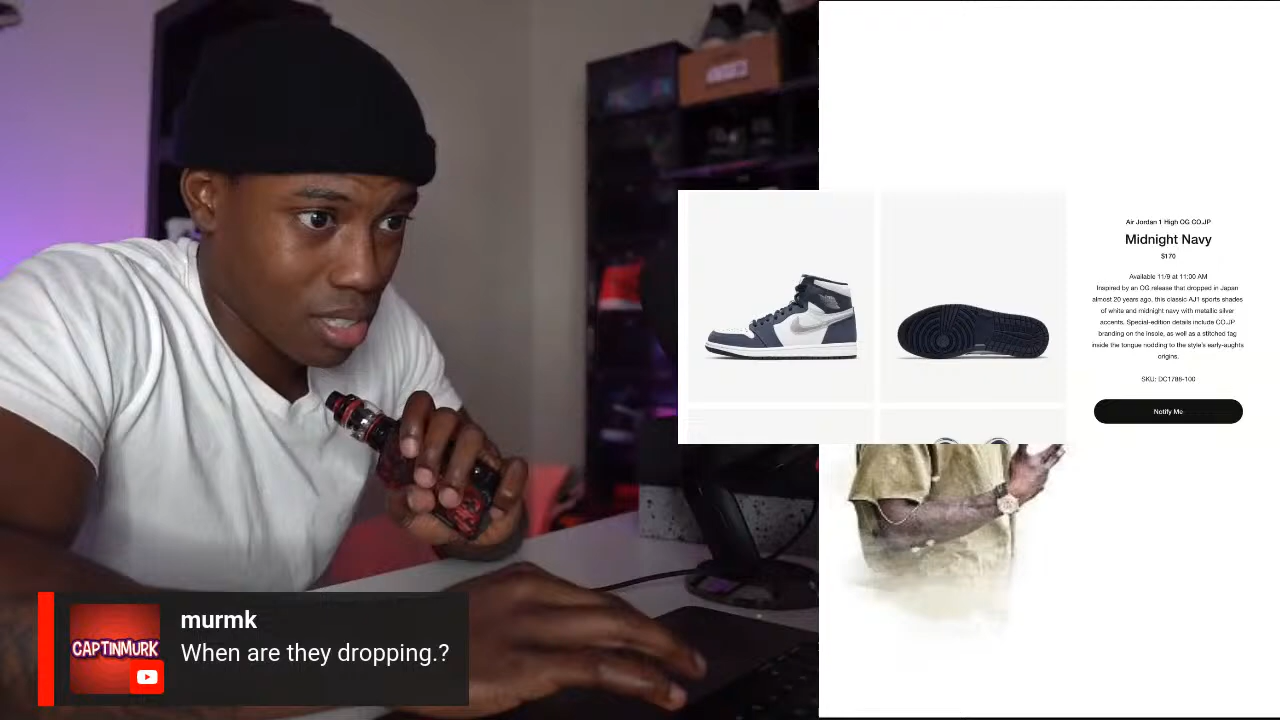 Air Jordan 1 High OG CO.JP
Midnight Navy
$170
Available 11/9 at 11:00 AM
Inspired by an OG release that dropped in Japan
almost 20 years ago, this classic AJ1 sports shades
of white and midnight navy with metallic silver
accents. Special-edition details include CO.JP
branding on the insole, as well as a stitched tag
inside the tongue nodding to the style's early-aughts
origins.
SKU: DC1788-100
Notify Me
CAPTINMURK
murmk
When are they dropping.?